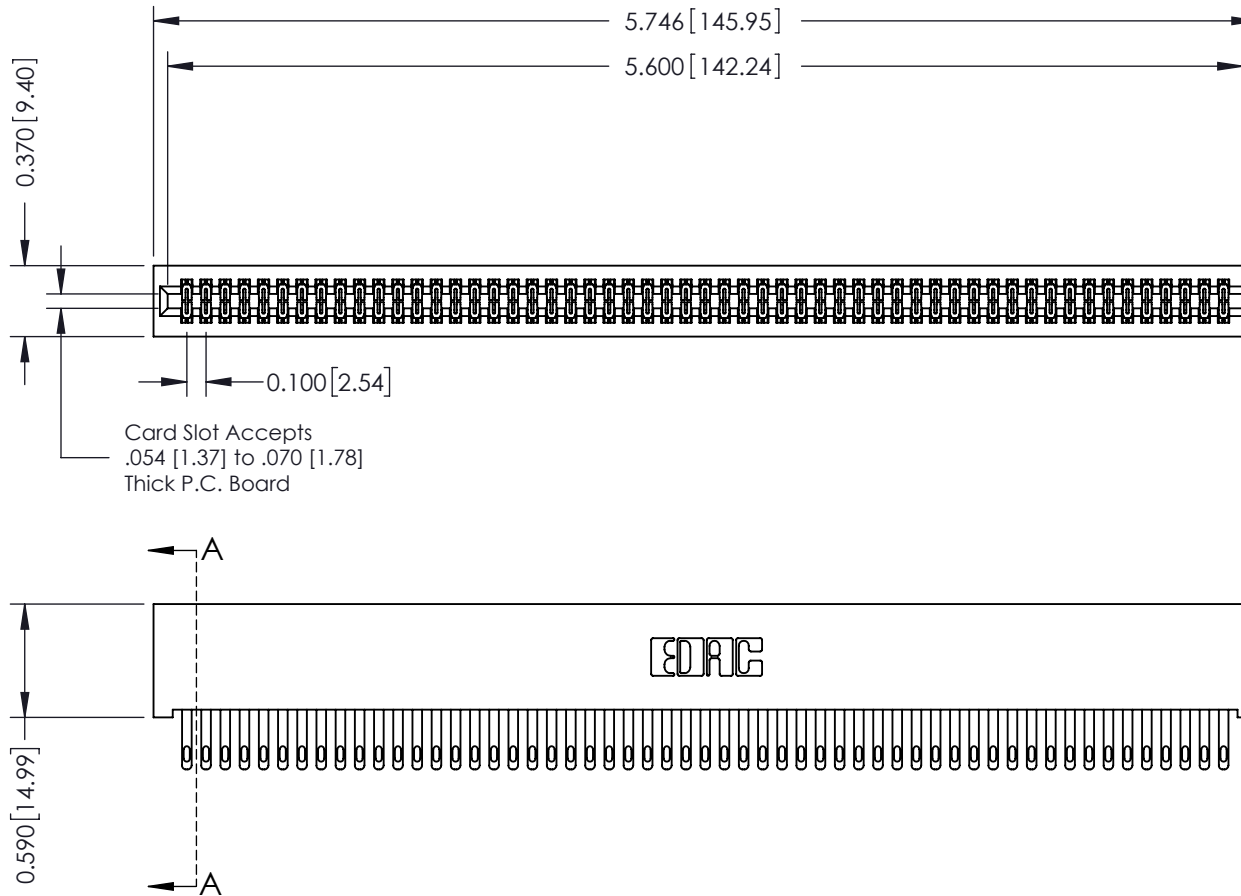 5.746[145.95]
5.600[142.24]
0.370[9.40]
0.100[2.54]
Card Slot Accepts
.054 [1.37] to .070 [1.78]
Thick P.C. Board
A
EDAC
0.590[14.99]
A